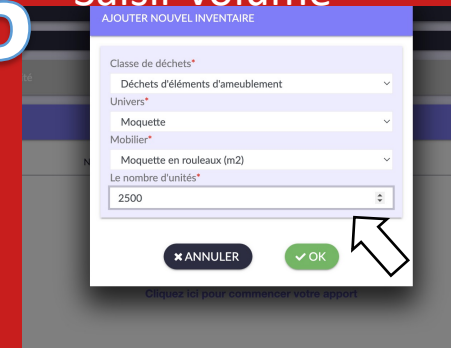 Saisir volume
AJOUTER NOUVEL INVENTAIRE
Classe de déchets*
Déchets d'éléments d'ameublement
Univers*
Moquette
Mobilier*
Moquette en rouleaux (m2)
Le nombre d'unités*
2500
✖ ANNULER
✔ OK
Cliquez ici pour commencer votre apport